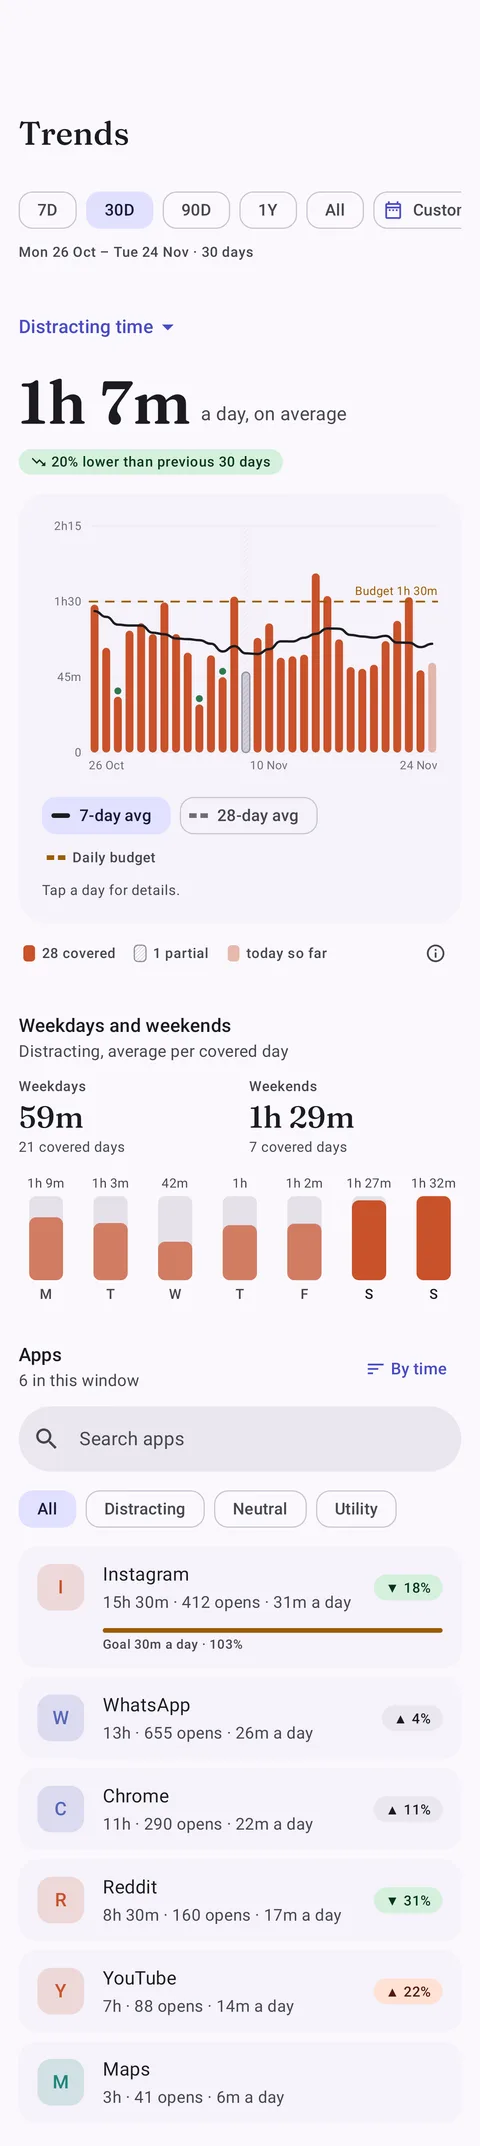 Trends
7D 30D 90D 1Y All Custor
Mon 26 Oct – Tue 24 Nov · 30 days
Distracting time
1h 7m a day, on average
20% lower than previous 30 days
2h15
Budget 1h 30m
1h30
45m
0
26 Oct 10 Nov 24 Nov
7-day avg 28-day avg
Daily budget
Tap a day for details.
28 covered 1 partial today so far
Weekdays and weekends
Distracting, average per covered day
Weekdays Weekends
59m 1h 29m
21 covered days 7 covered days
1h 9m 1h 3m 42m 1h 1h 2m 1h 27m 1h 32m
M T W T F S S
Apps
6 in this window
By time
Search apps
All Distracting Neutral Utility
I
Instagram
15h 30m · 412 opens · 31m a day
▼ 18%
Goal 30m a day · 103%
W
WhatsApp
13h · 655 opens · 26m a day
▲ 4%
C
Chrome
11h · 290 opens · 22m a day
▲ 11%
R
Reddit
8h 30m · 160 opens · 17m a day
▼ 31%
Y
YouTube
7h · 88 opens · 14m a day
▲ 22%
M
Maps
3h · 41 opens · 6m a day